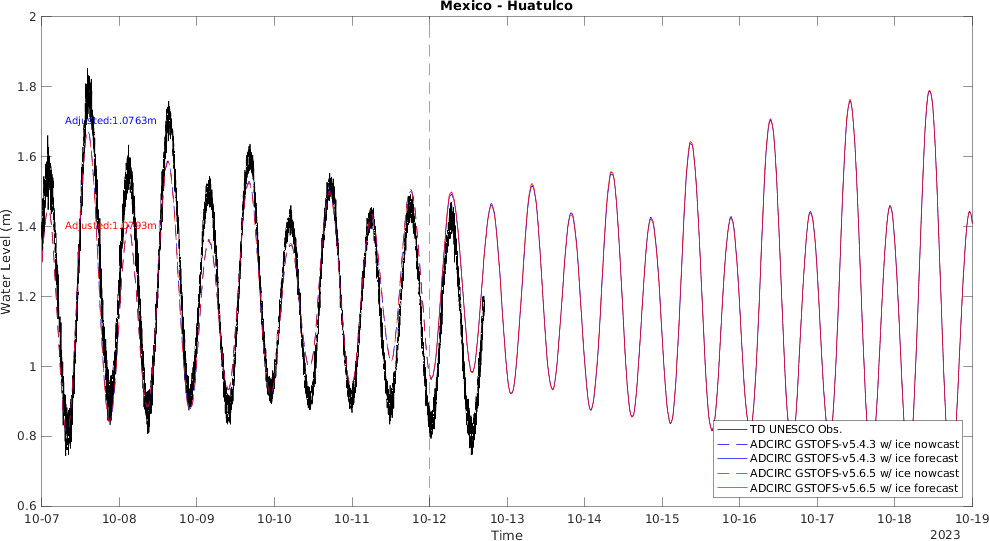 Mexico - Huatulco
2
1.8
1.6
1.4
1.2
1
0.8
0.6
Water Level (m)
Adjusted:1.0763m
Adjusted:1.0793m
TD UNESCO Obs.
ADCIRC GSTOFS-v5.4.3 w/ ice nowcast
ADCIRC GSTOFS-v5.4.3 w/ ice forecast
ADCIRC GSTOFS-v5.6.5 w/ ice nowcast
ADCIRC GSTOFS-v5.6.5 w/ ice forecast
10-07 10-08 10-09 10-10 10-11 10-12 10-13 10-14 10-15 10-16 10-17 10-18 10-19
Time
2023